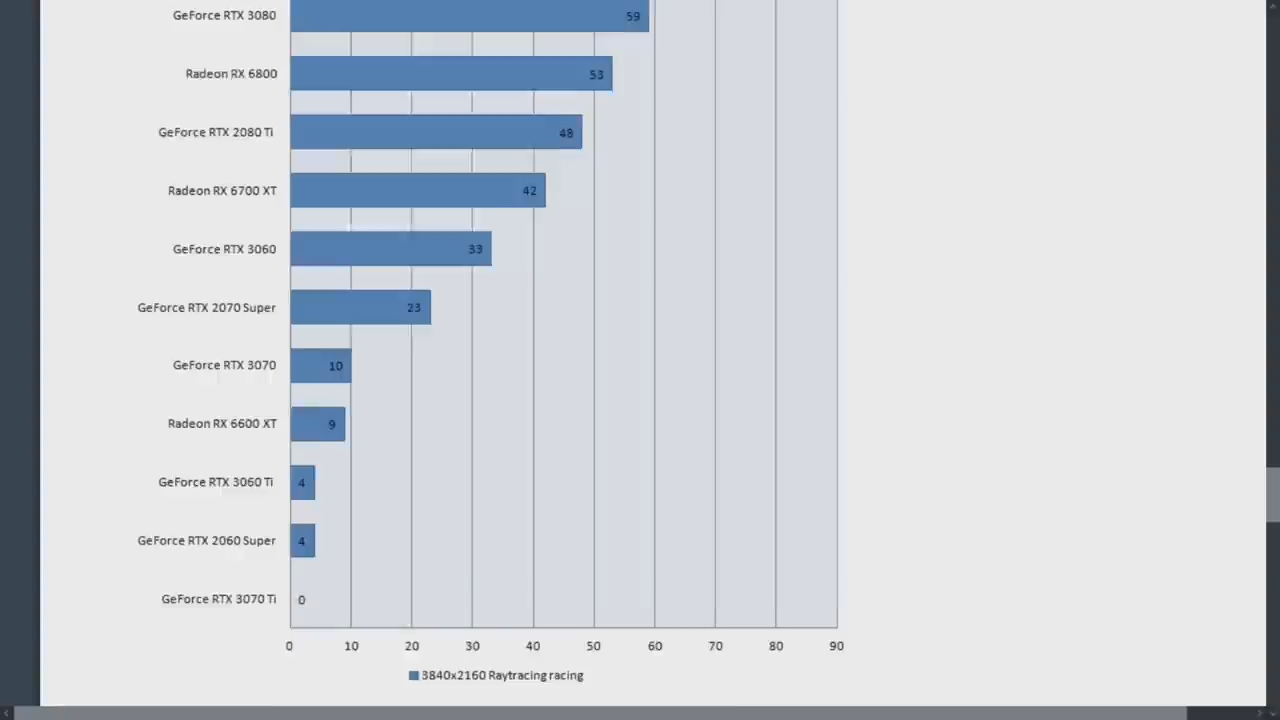 GeForce RTX 3080 59
Radeon RX 6800 53
GeForce RTX 2080 Ti 48
Radeon RX 6700 XT 42
GeForce RTX 3060 33
GeForce RTX 2070 Super 23
GeForce RTX 3070 10
Radeon RX 6600 XT 9
GeForce RTX 3060 Ti 4
GeForce RTX 2060 Super 4
GeForce RTX 3070 Ti 0
0 10 20 30 40 50 60 70 80 90
3840x2160 Raytracing racing